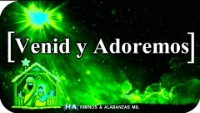 [Venid y Adoremos]
HA HIMNOS & ALABANZAS MIL